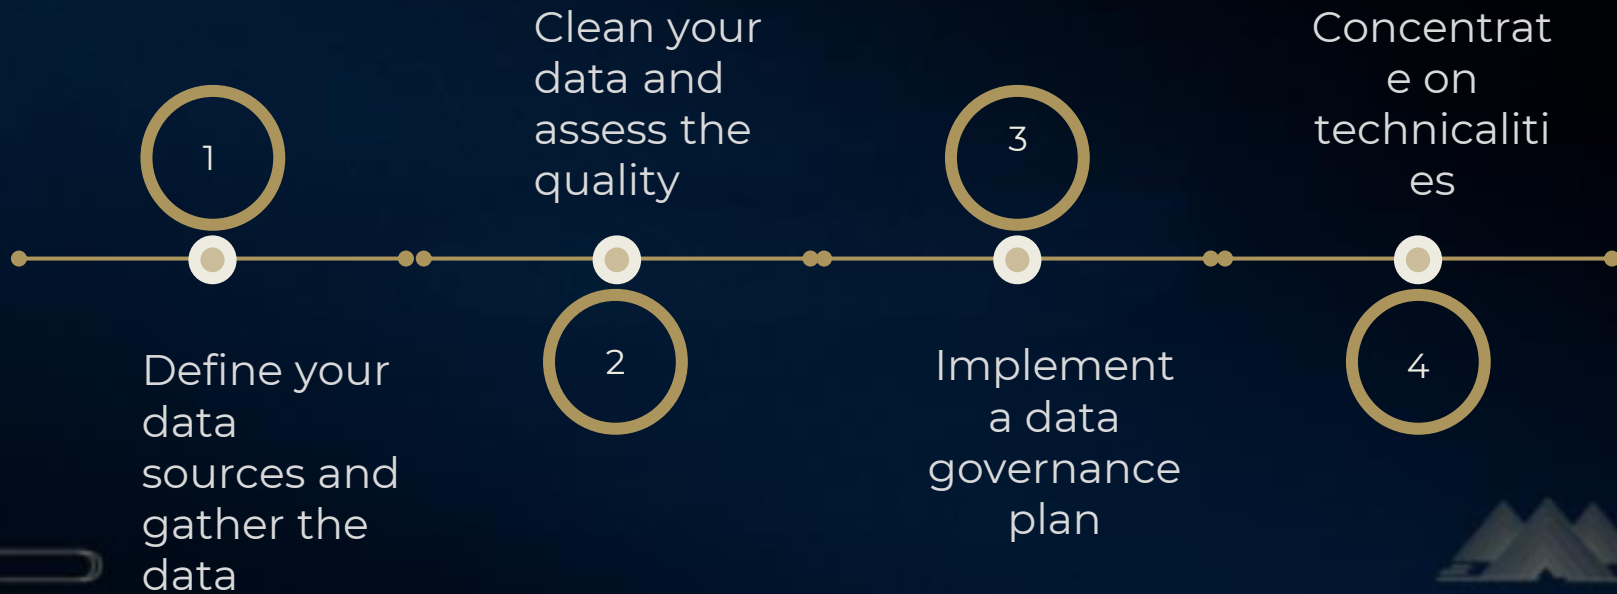 1
Define your
data
sources and
gather the
data
Clean your
data and
assess the
quality
2
3
Implement
a data
governance
plan
Concentrat
e on
technicaliti
es
4